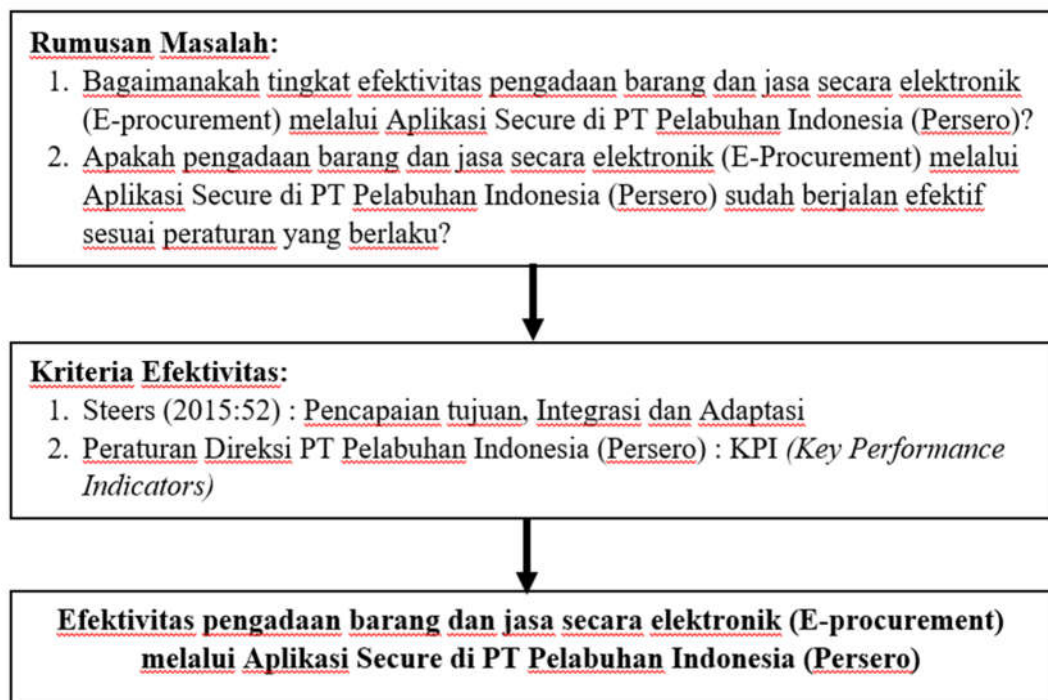 Rumusan Masalah:
1. Bagaimanakah tingkat efektivitas pengadaan barang dan jasa secara elektronik
(E-procurement) melalui Aplikasi Secure di PT Pelabuhan Indonesia (Persero)?
2. Apakah pengadaan barang dan jasa secara elektronik (E-Procurement) melalui
Aplikasi Secure di PT Pelabuhan Indonesia (Persero) sudah berjalan efektif
sesuai peraturan yang berlaku?
Kriteria Efektivitas:
1. Steers (2015:52) : Pencapaian tujuan, Integrasi dan Adaptasi
2. Peraturan Direksi PT Pelabuhan Indonesia (Persero) : KPI (Key Performance
Indicators)
Efektivitas pengadaan barang dan jasa secara elektronik (E-procurement)
melalui Aplikasi Secure di PT Pelabuhan Indonesia (Persero)